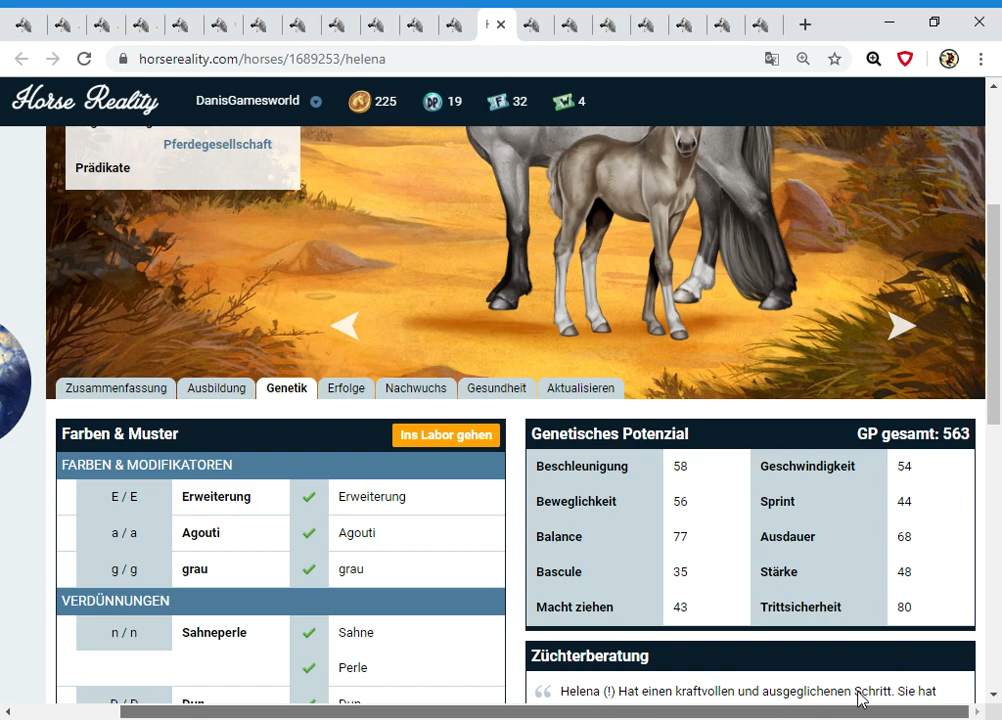 horsereality.com/horses/1689253/helena
Horse Reality
DanisGamesworld
225
DP
19
32
4
Pferdegesellschaft
Prädikate
Zusammenfassung
Ausbildung
Genetik
Erfolge
Nachwuchs
Gesundheit
Aktualisieren
Farben & Muster
Ins Labor gehen
FARBEN & MODIFIKATOREN
E / E Erweiterung Erweiterung
a / a Agouti Agouti
g / g grau grau
VERDÜNNUNGEN
n / n Sahneperle Sahne
Perle
D / D Dun Dun
Genetisches Potenzial GP gesamt: 563
Beschleunigung 58 Geschwindigkeit 54
Beweglichkeit 56 Sprint 44
Balance 77 Ausdauer 68
Bascule 35 Stärke 48
Macht ziehen 43 Trittsicherheit 80
Züchterberatung
Helena (!) Hat einen kraftvollen und ausgeglichenen Schritt. Sie hat